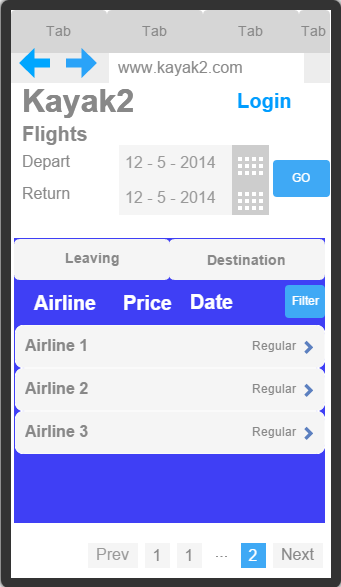 Tab Tab Tab Tab
www.kayak2.com
Kayak2 Login
Flights
Depart 12 - 5 - 2014
GO
Return 12 - 5 - 2014
Leaving Destination
Airline Price Date Filter
Airline 1 Regular
Airline 2 Regular
Airline 3 Regular
Prev 1 1 ... 2 Next